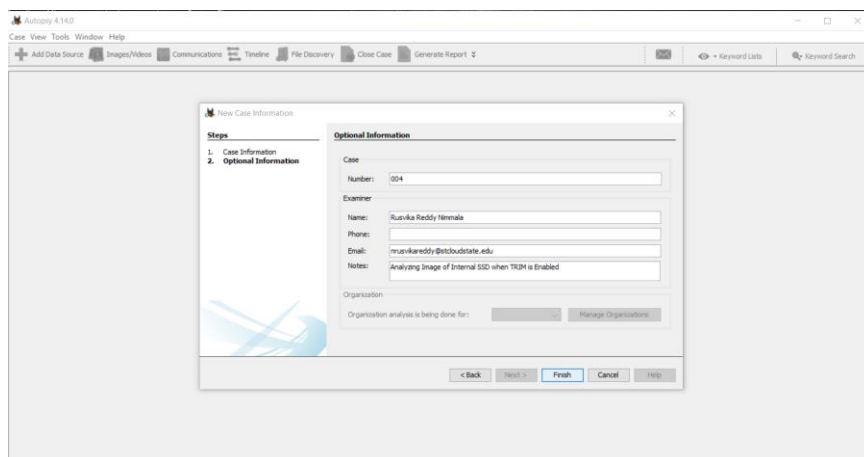 Autopsy 4.14.0
Case View Tools Window Help
Add Data Source Images/Videos Communications Timeline File Discovery Close Case Generate Report Keyword Lists Keyword Search
New Case Information
Steps
1. Case Information
2. Optional Information
Optional Information
Case
Number: 004
Examiner
Name: Rusvika Reddy Nimmala
Phone:
Email: nrusvikareddy@stcloudstate.edu
Notes: Analyzing Image of Internal SSD when TRIM is Enabled
Organization
Organization analysis is being done for: Manage Organizations
< Back Next > Finish Cancel Help